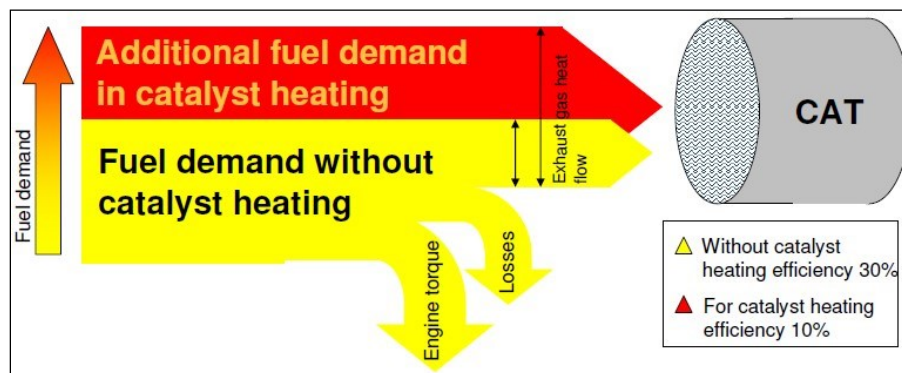 Additional fuel demand
in catalyst heating
Fuel demand
Fuel demand without
catalyst heating
Exhaust gas heat
flow
Engine torque
Losses
CAT
Without catalyst
heating efficiency 30%
For catalyst heating
efficiency 10%